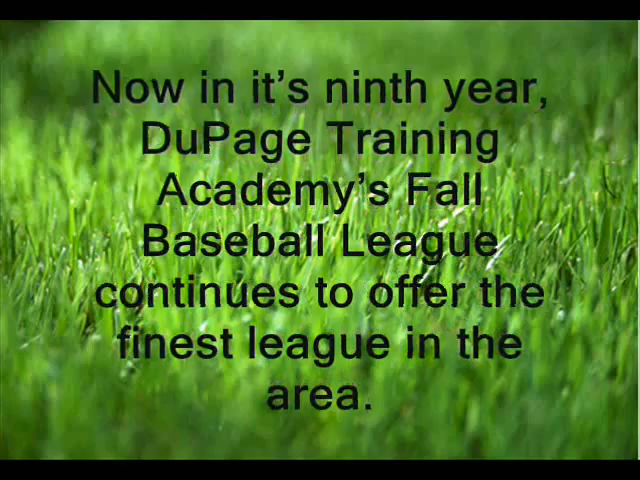 Now in it’s ninth year,
DuPage Training
Academy’s Fall
Baseball League
continues to offer the
finest league in the
area.